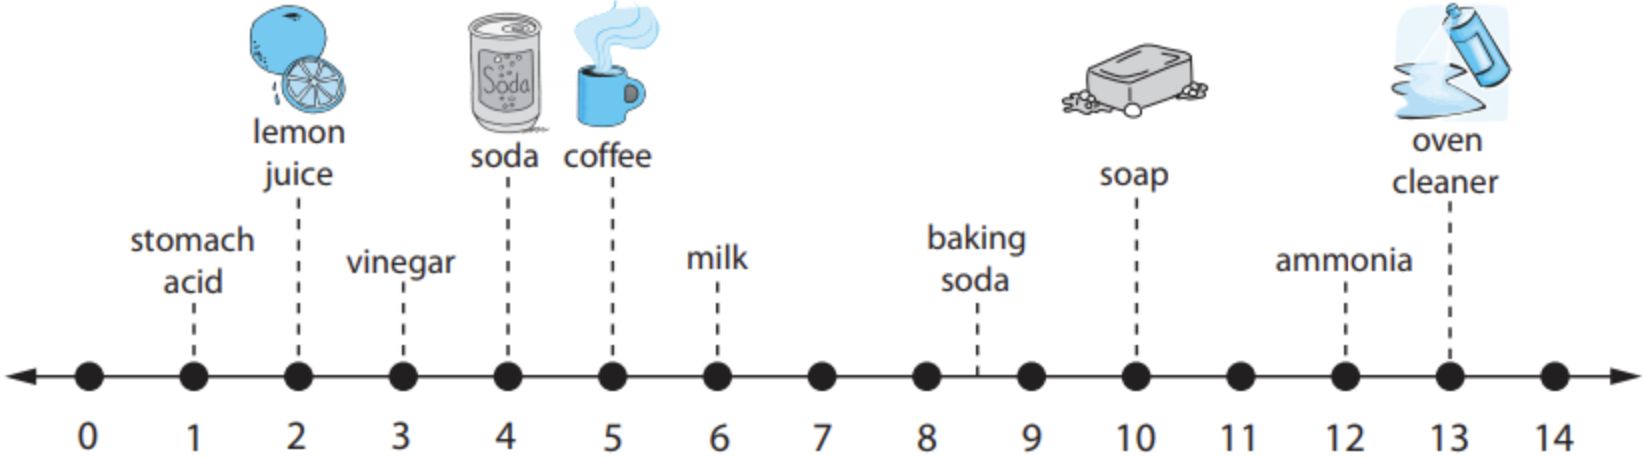 Soda
lemon
juice
soda
coffee
soap
oven
cleaner
stomach
acid
vinegar
milk
baking
soda
ammonia
0 1 2 3 4 5 6 7 8 9 10 11 12 13 14